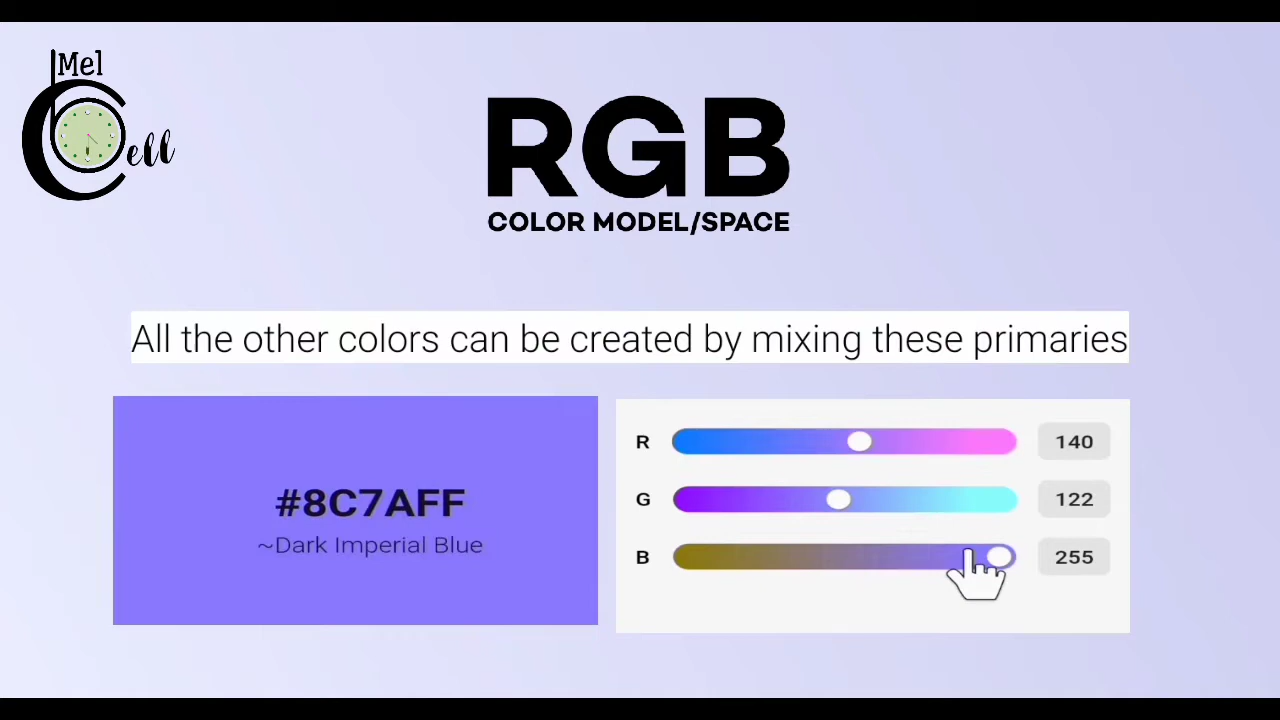 Mel
ell
RGB
COLOR MODEL/SPACE
All the other colors can be created by mixing these primaries
#8C7AFF
~Dark Imperial Blue
R 140
G 122
B 255